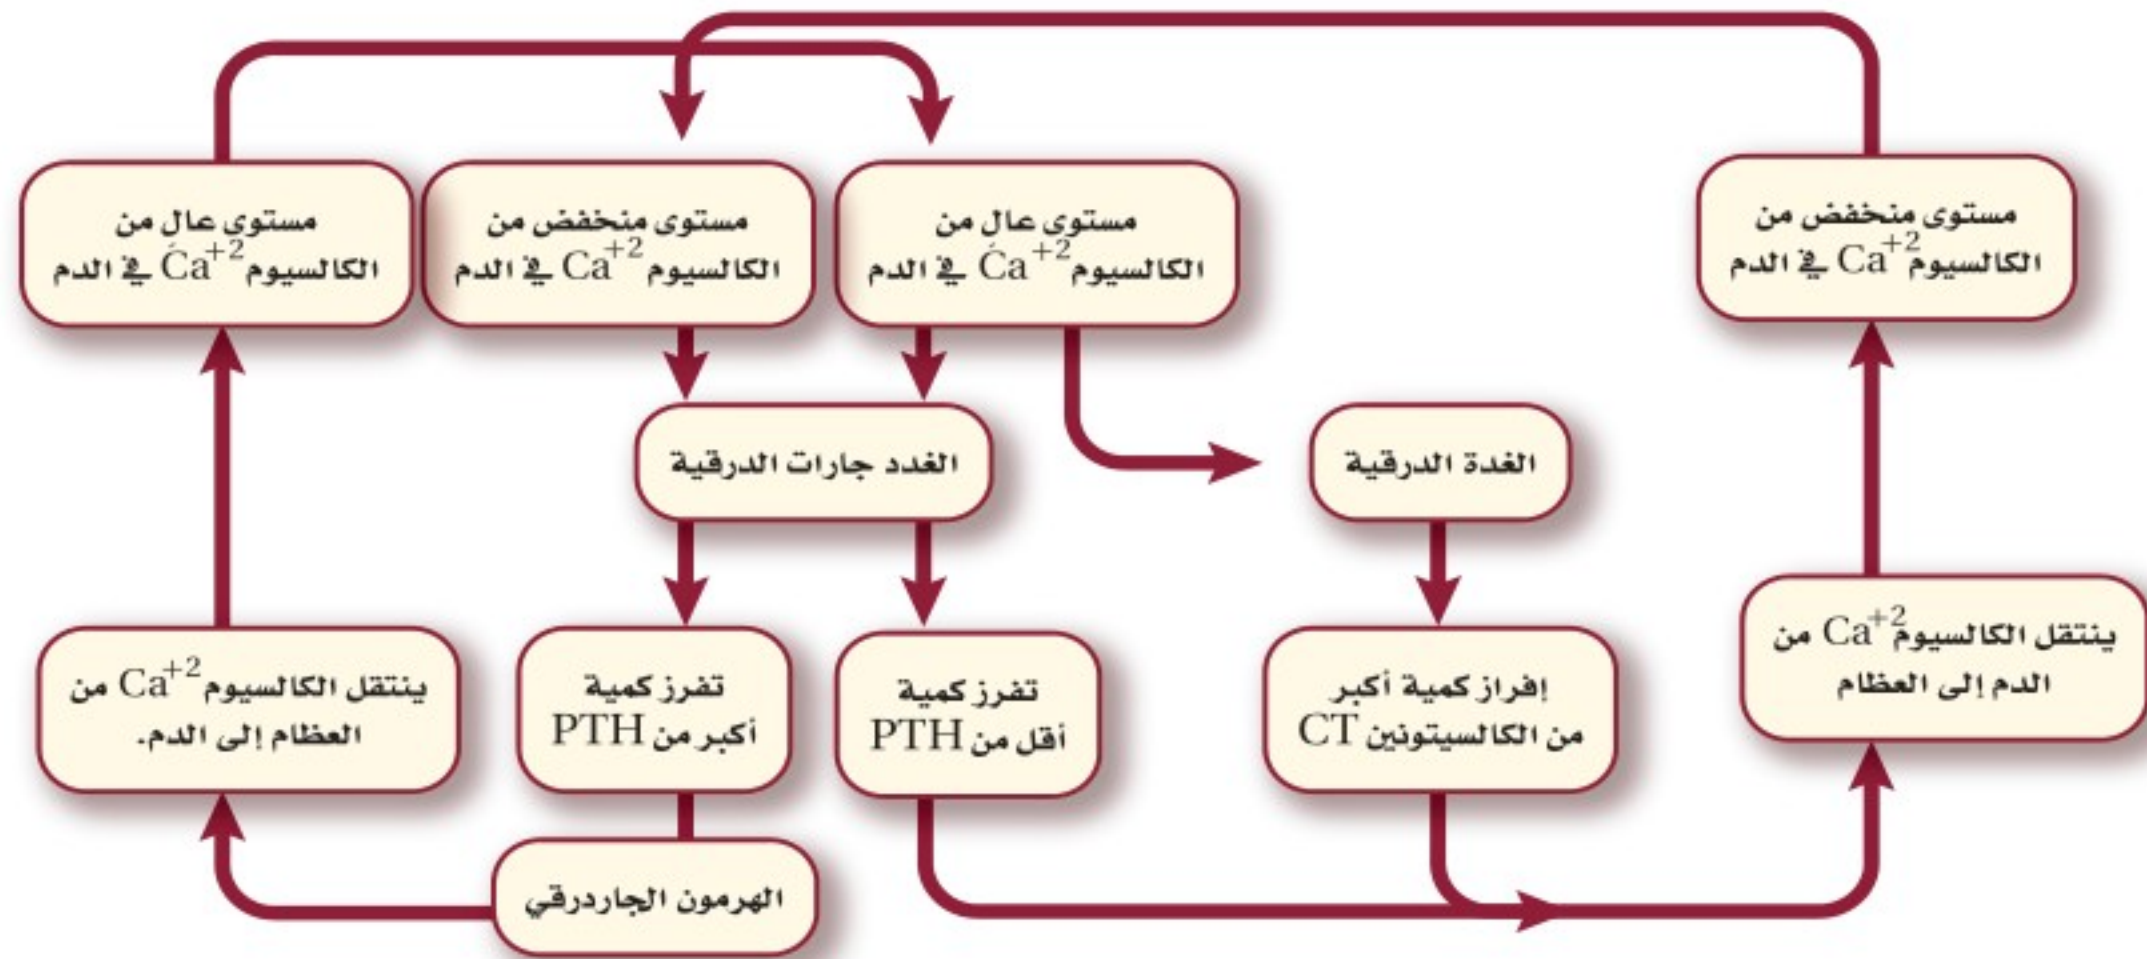 مستوى منخفض من
الكالسيوم Ca+2 في الدم
مستوى عال من
الكالسيوم Ca+2 في الدم
مستوى منخفض من
الكالسيوم Ca+2 في الدم
مستوى عال من
الكالسيوم Ca+2 في الدم
الغدة الدرقية
الغدد جارات الدرقية
ينتقل الكالسيوم Ca+2 من
الدم إلى العظام
إفراز كمية أكبر
من الكالسيتونين CT
تفرز كمية
أقل من PTH
تفرز كمية
أكبر من PTH
ينتقل الكالسيوم Ca+2 من
العظام إلى الدم.
الهرمون الجاردرقي